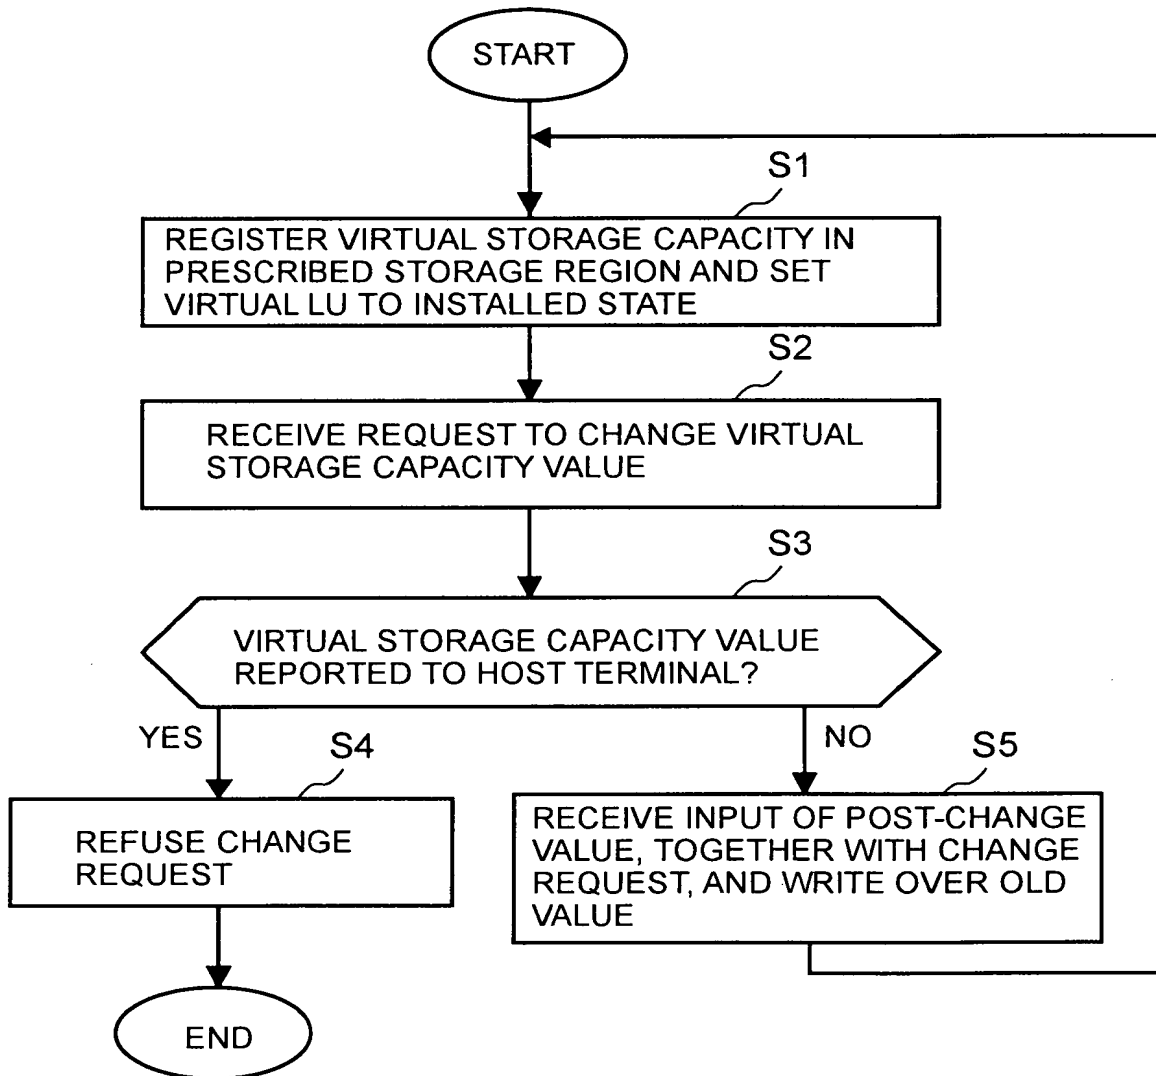 START
S1
REGISTER VIRTUAL STORAGE CAPACITY IN
PRESCRIBED STORAGE REGION AND SET
VIRTUAL LU TO INSTALLED STATE
S2
RECEIVE REQUEST TO CHANGE VIRTUAL
STORAGE CAPACITY VALUE
S3
VIRTUAL STORAGE CAPACITY VALUE
REPORTED TO HOST TERMINAL?
YES
NO
S4
REFUSE CHANGE
REQUEST
S5
RECEIVE INPUT OF POST-CHANGE
VALUE, TOGETHER WITH CHANGE
REQUEST, AND WRITE OVER OLD
VALUE
END